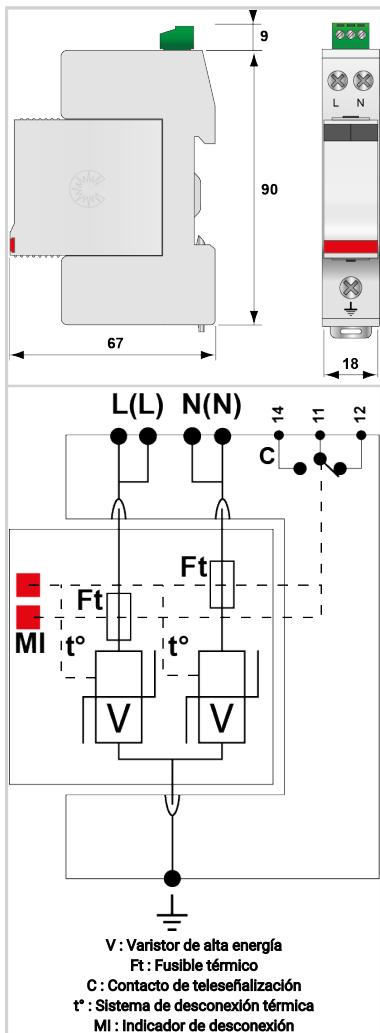 9
L N
90
67
18
L(L) N(N) 14 11 12
C
Ft
Ft
MI t° t°
V V
V : Varistor de alta energía
Ft : Fusible térmico
C : Contacto de teleseñalización
t° : Sistema de desconexión térmica
MI : Indicador de desconexión